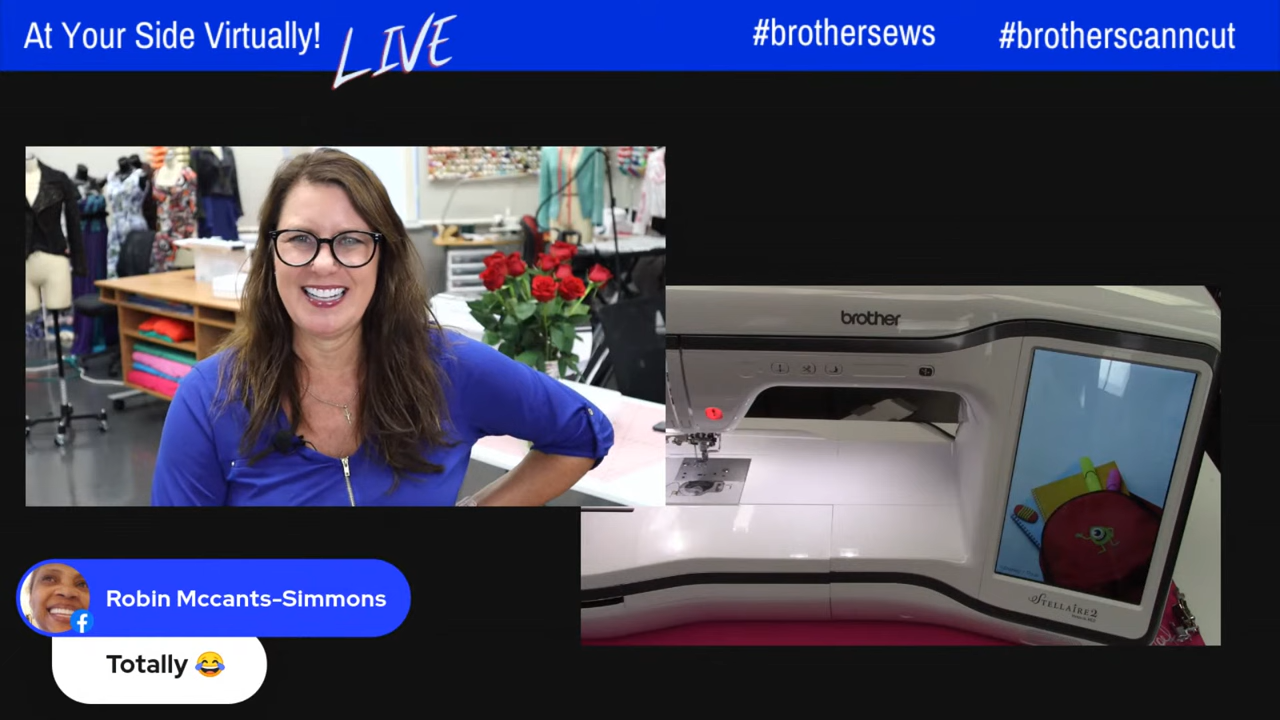 At Your Side Virtually!
LIVE
#brothersews
#brotherscanncut
brother
STELLAIRE2
Robin Mccants-Simmons
Totally 😂